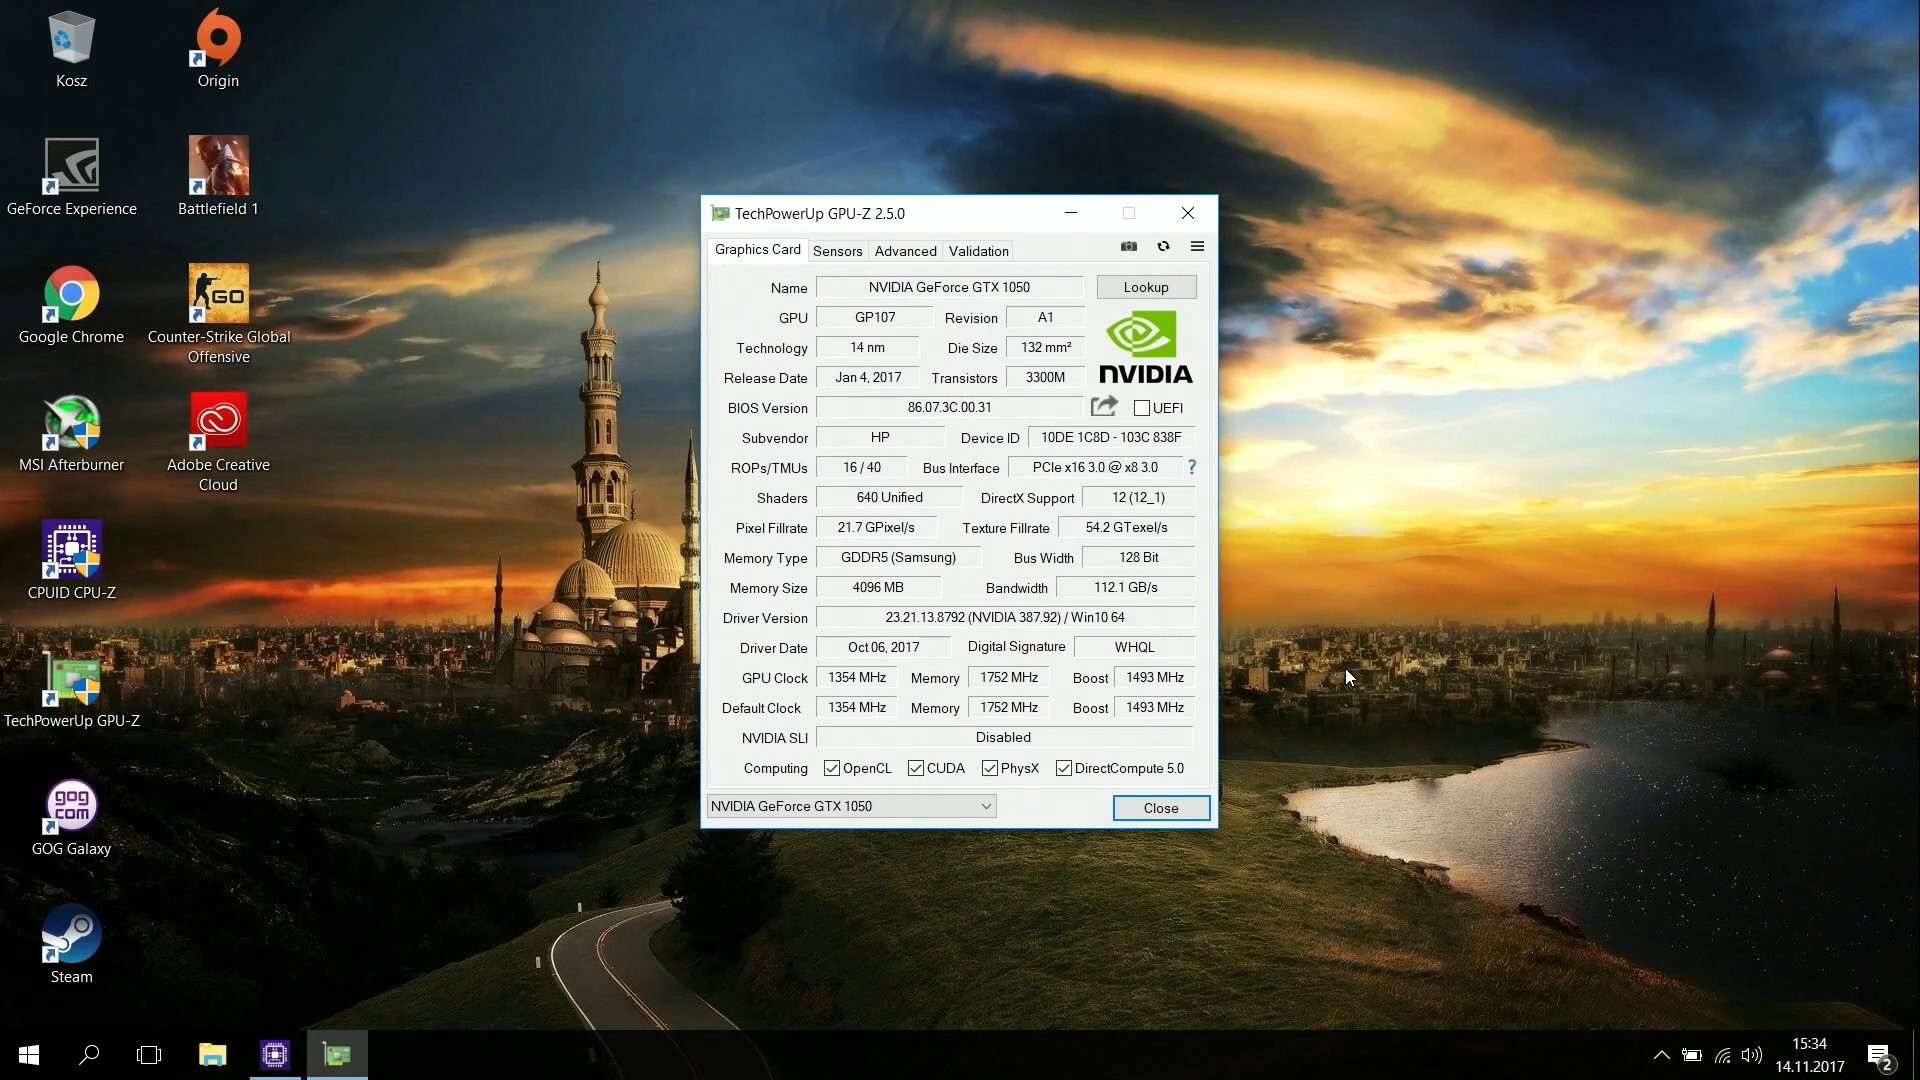 Kosz
Origin
GeForce Experience
Battlefield 1
Google Chrome
GO
Counter-Strike Global
Offensive
MSI Afterburner
Adobe Creative
Cloud
CPUID CPU-Z
TechPowerUp GPU-Z
gog
com
GOG Galaxy
Steam
TechPowerUp GPU-Z 2.5.0
Graphics Card Sensors Advanced Validation
Name NVIDIA GeForce GTX 1050 Lookup
GPU GP107 Revision A1
Technology 14 nm Die Size 132 mm²
NVIDIA
Release Date Jan 4, 2017 Transistors 3300M
BIOS Version 86.07.3C.00.31 UEFI
Subvendor HP Device ID 10DE 1C8D - 103C 838F
ROPs/TMUs 16 / 40 Bus Interface PCIe x16 3.0 @ x8 3.0 ?
Shaders 640 Unified DirectX Support 12 (12_1)
Pixel Fillrate 21.7 GPixel/s Texture Fillrate 54.2 GTexel/s
Memory Type GDDR5 (Samsung) Bus Width 128 Bit
Memory Size 4096 MB Bandwidth 112.1 GB/s
Driver Version 23.21.13.8792 (NVIDIA 387.92) / Win10 64
Driver Date Oct 06, 2017 Digital Signature WHQL
GPU Clock 1354 MHz Memory 1752 MHz Boost 1493 MHz
Default Clock 1354 MHz Memory 1752 MHz Boost 1493 MHz
NVIDIA SLI Disabled
Computing OpenCL CUDA PhysX DirectCompute 5.0
NVIDIA GeForce GTX 1050 Close
15:34
14.11.2017
2